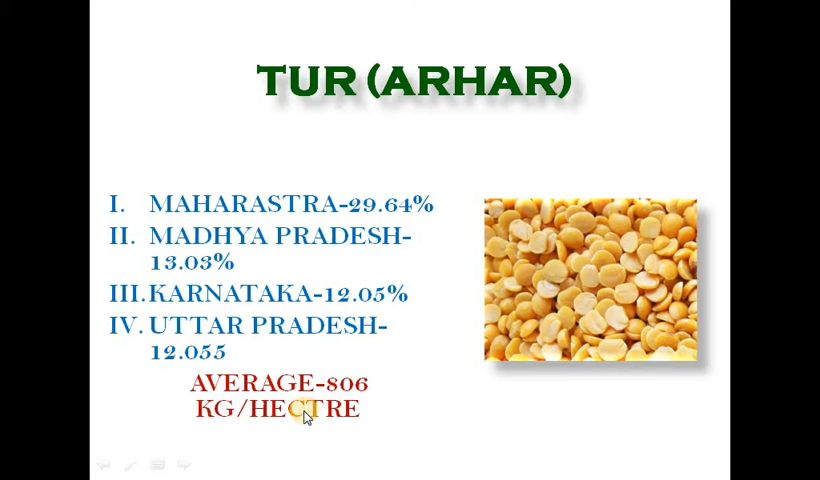 TUR (ARHAR)
I. MAHARASTRA-29.64%
II. MADHYA PRADESH-
13.03%
III. KARNATAKA-12.05%
IV. UTTAR PRADESH-
12.055
AVERAGE-806
KG/HECTRE